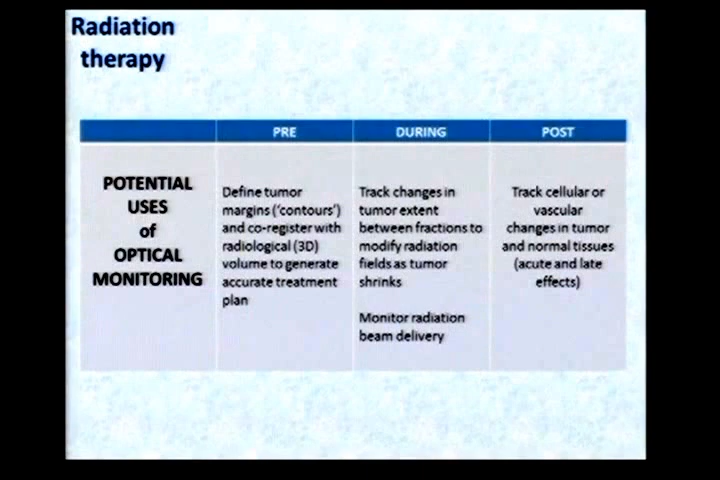 Radiation
therapy
PRE
DURING
POST
POTENTIAL
USES
of
OPTICAL
MONITORING
Define tumor
margins ('contours')
and co-register with
radiological (3D)
volume to generate
accurate treatment
plan
Track changes in
tumor extent
between fractions to
modify radiation
fields as tumor
shrinks
Monitor radiation
beam delivery
Track cellular or
vascular
changes in tumor
and normal tissues
(acute and late
effects)